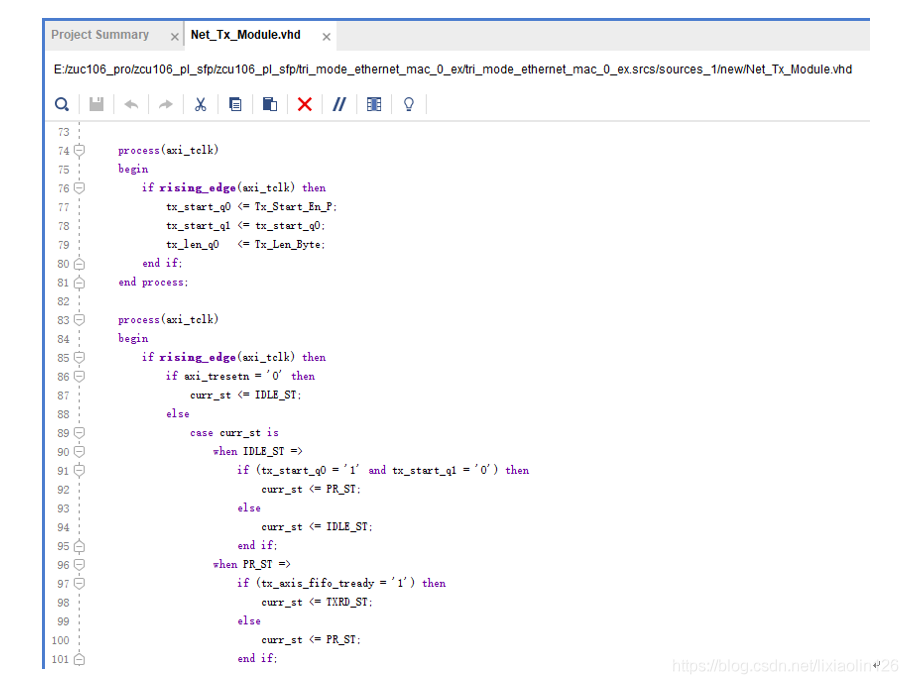 Project Summary × Net_Tx_Module.vhd ×
E:/zuc106_pro/zcu106_pl_sfp/zcu106_pl_sfp/tri_mode_ethernet_mac_0_ex/tri_mode_ethernet_mac_0_ex.srcs/sources_1/new/Net_Tx_Module.vhd
73
74 process(axi_tclk)
75 begin
76 if rising_edge(axi_tclk) then
77 tx_start_q0 <= Tx_Start_En_P;
78 tx_start_q1 <= tx_start_q0;
79 tx_len_q0 <= Tx_Len_Byte;
80 end if;
81 end process;
82
83 process(axi_tclk)
84 begin
85 if rising_edge(axi_tclk) then
86 if axi_tresetn = '0' then
87 curr_st <= IDLE_ST;
88 else
89 case curr_st is
90 when IDLE_ST =>
91 if (tx_start_q0 = '1' and tx_start_q1 = '0') then
92 curr_st <= PR_ST;
93 else
94 curr_st <= IDLE_ST;
95 end if;
96 when PR_ST =>
97 if (tx_axis_fifo_tready = '1') then
98 curr_st <= TXRD_ST;
99 else
100 curr_st <= PR_ST;
101 end if;
https://blog.csdn.net/lixiaolin126